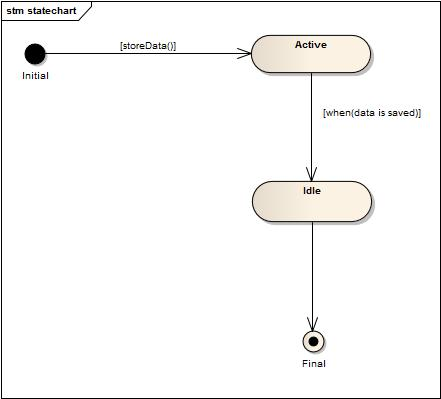 stm statechart
[storeData()]
Active
Initial
[when(data is saved)]
Idle
Final